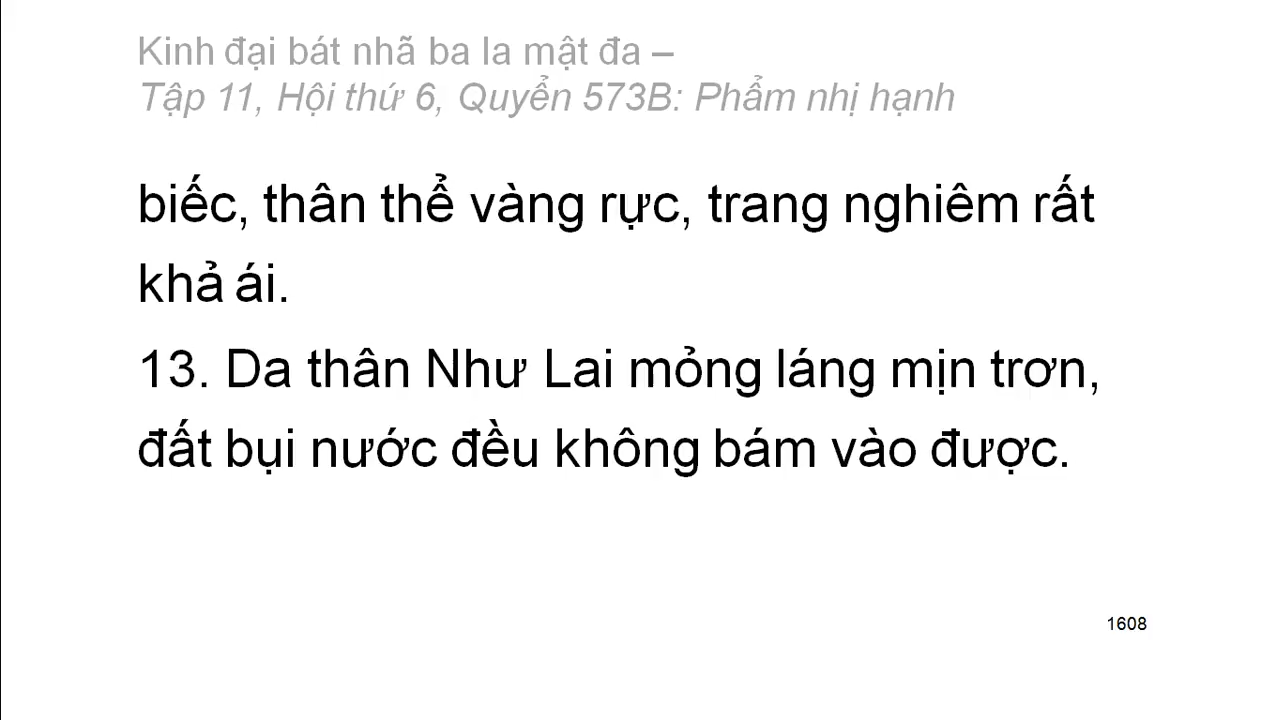 Kinh đại bát nhã ba la mật đa –
Tập 11, Hội thứ 6, Quyển 573B: Phẩm nhị hạnh
biếc, thân thể vàng rực, trang nghiêm rất
khả ái.
13. Da thân Như Lai mỏng láng mịn trơn,
đất bụi nước đều không bám vào được.
1608